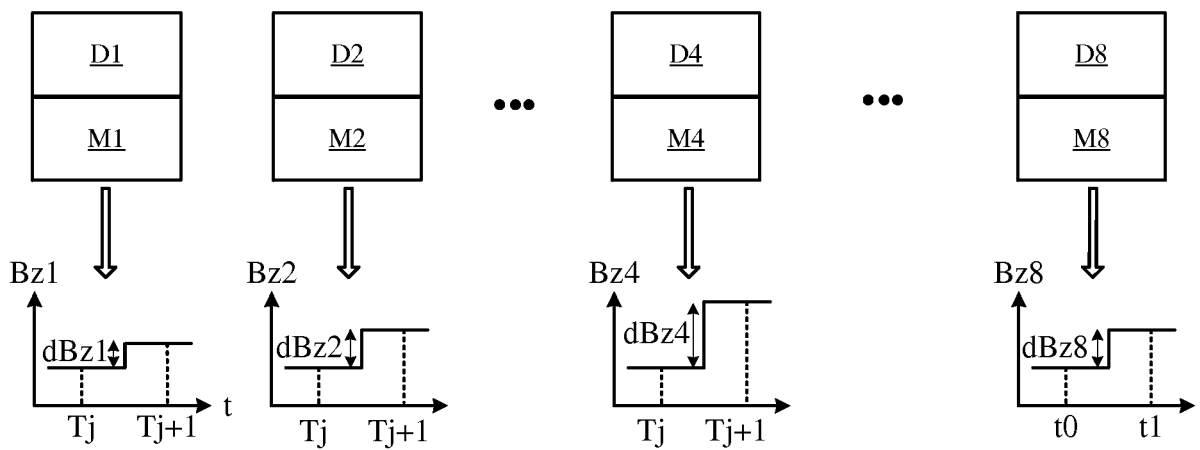 D1 D2 D4 D8
M1 M2 M4 M8
Bz1 Bz2 Bz4 Bz8
dBz1 dBz2 dBz4 dBz8
Tj Tj+1 t Tj Tj+1 Tj Tj+1 t0 t1